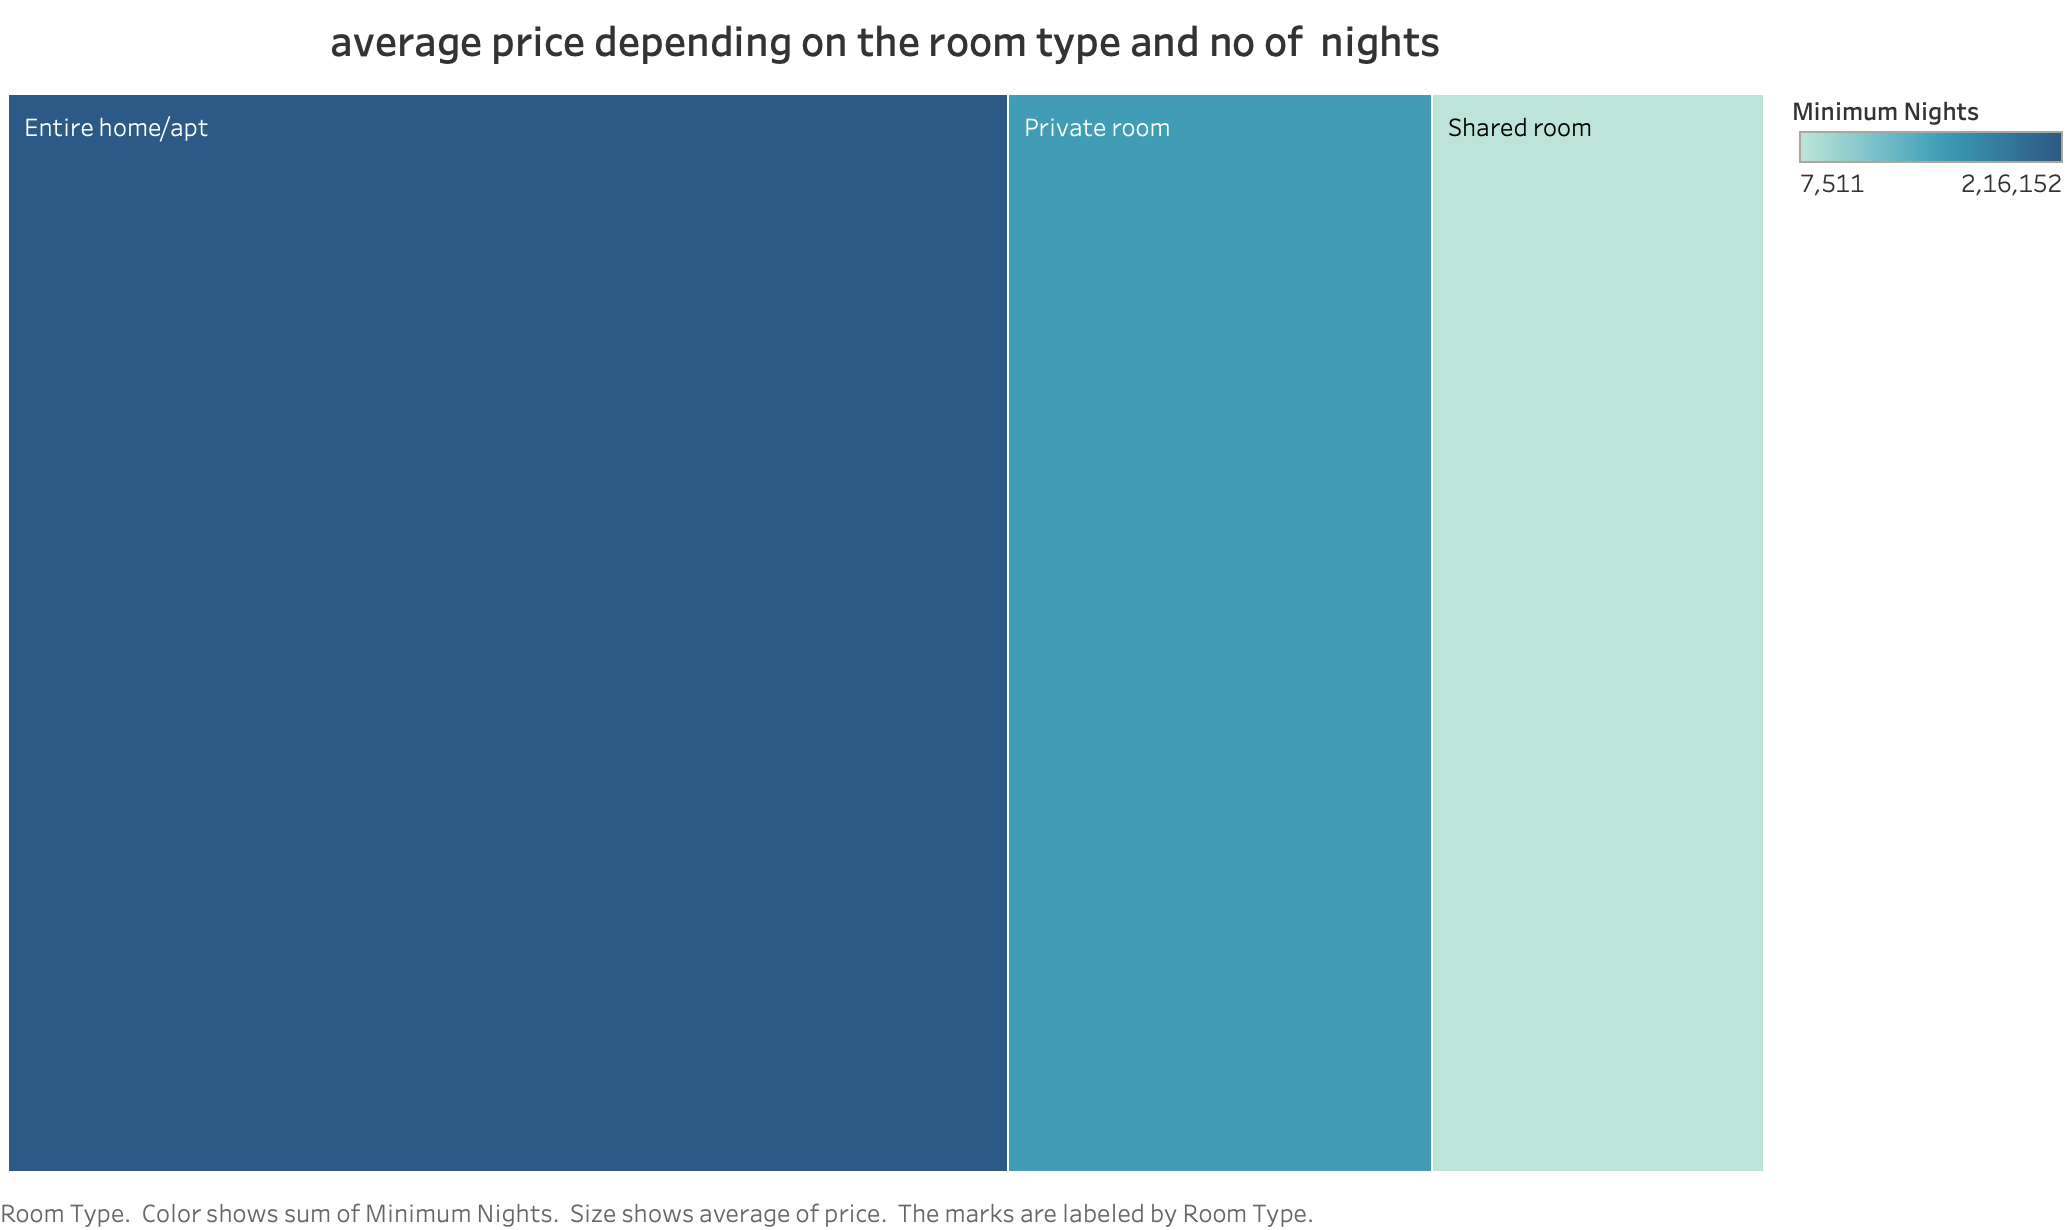 average price depending on the room type and no of  nights
Entire home/apt
Private room
Shared room
Minimum Nights
7,511
2,16,152
Room Type.  Color shows sum of Minimum Nights.  Size shows average of price.  The marks are labeled by Room Type.